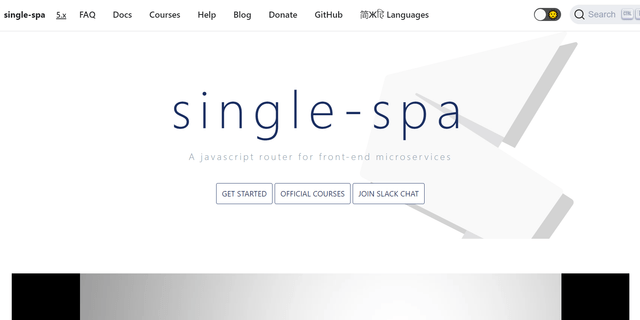 single-spa 5.x FAQ Docs Courses Help Blog Donate GitHub 简Ж한 Languages Search
single-spa
A javascript router for front-end microservices
GET STARTED OFFICIAL COURSES JOIN SLACK CHAT